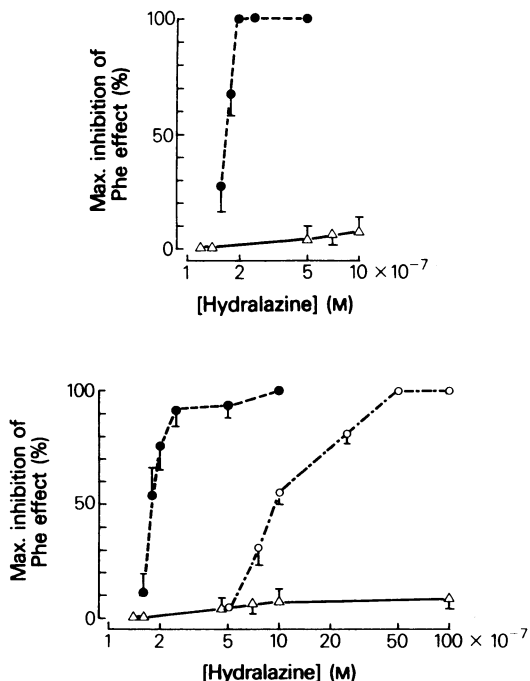 Max. inhibition of
Phe effect (%)
100
50
0
1 2 5 10 × 10⁻⁷
[Hydralazine] (M)
Max. inhibition of
Phe effect (%)
100
50
0
1 2 5 10 50 100 × 10⁻⁷
[Hydralazine] (M)